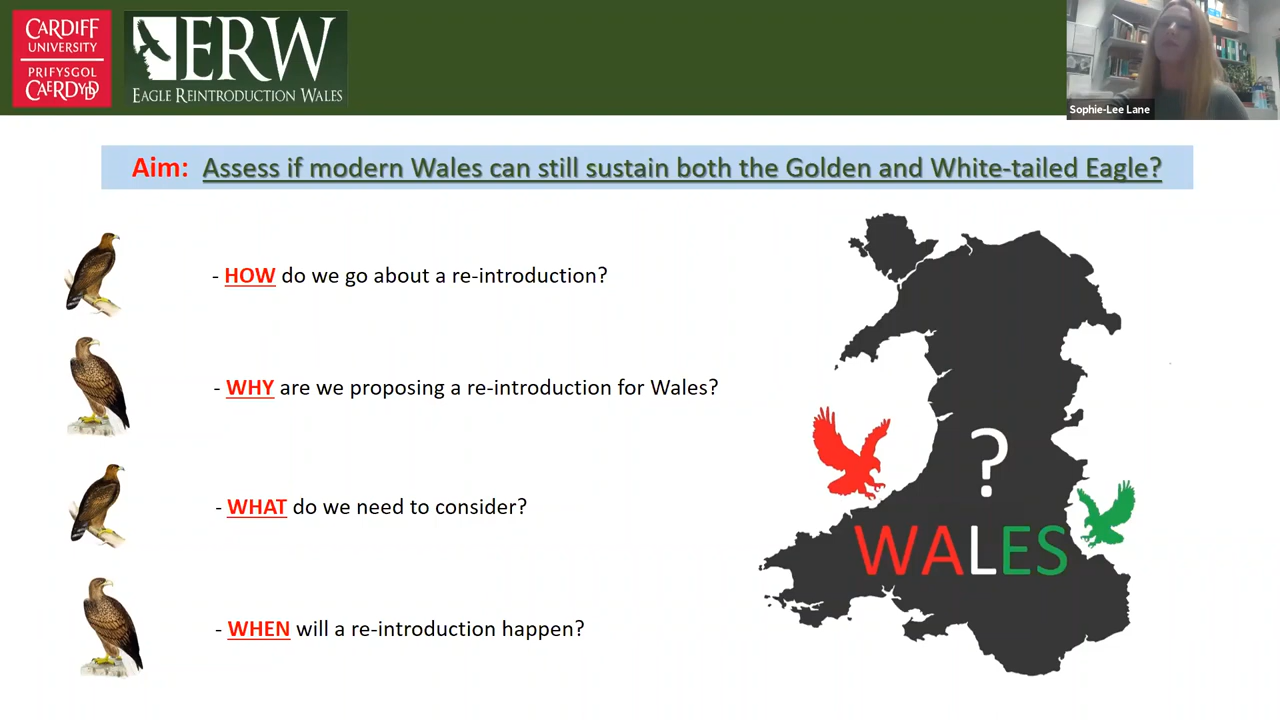 CARDIFF
UNIVERSITY
PRIFYSGOL
CAERDYDD
ERW
EAGLE REINTRODUCTION WALES
Sophie-Lee Lane
Aim: Assess if modern Wales can still sustain both the Golden and White-tailed Eagle?
- HOW do we go about a re-introduction?
- WHY are we proposing a re-introduction for Wales?
- WHAT do we need to consider?
- WHEN will a re-introduction happen?
?
WALES